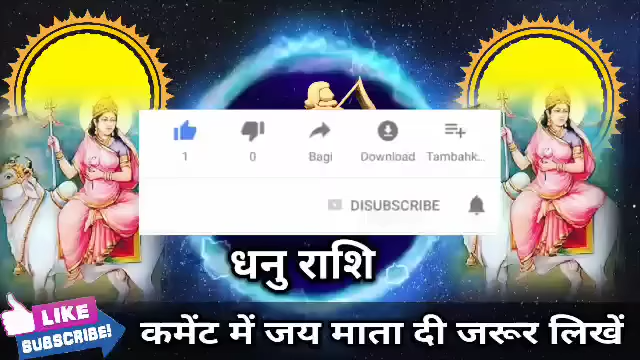 1 0 Bagi Download Tambahk...
DISUBSCRIBE
धनु राशि
LIKE
SUBSCRIBE!
कमेंट में जय माता दी जरूर लिखें